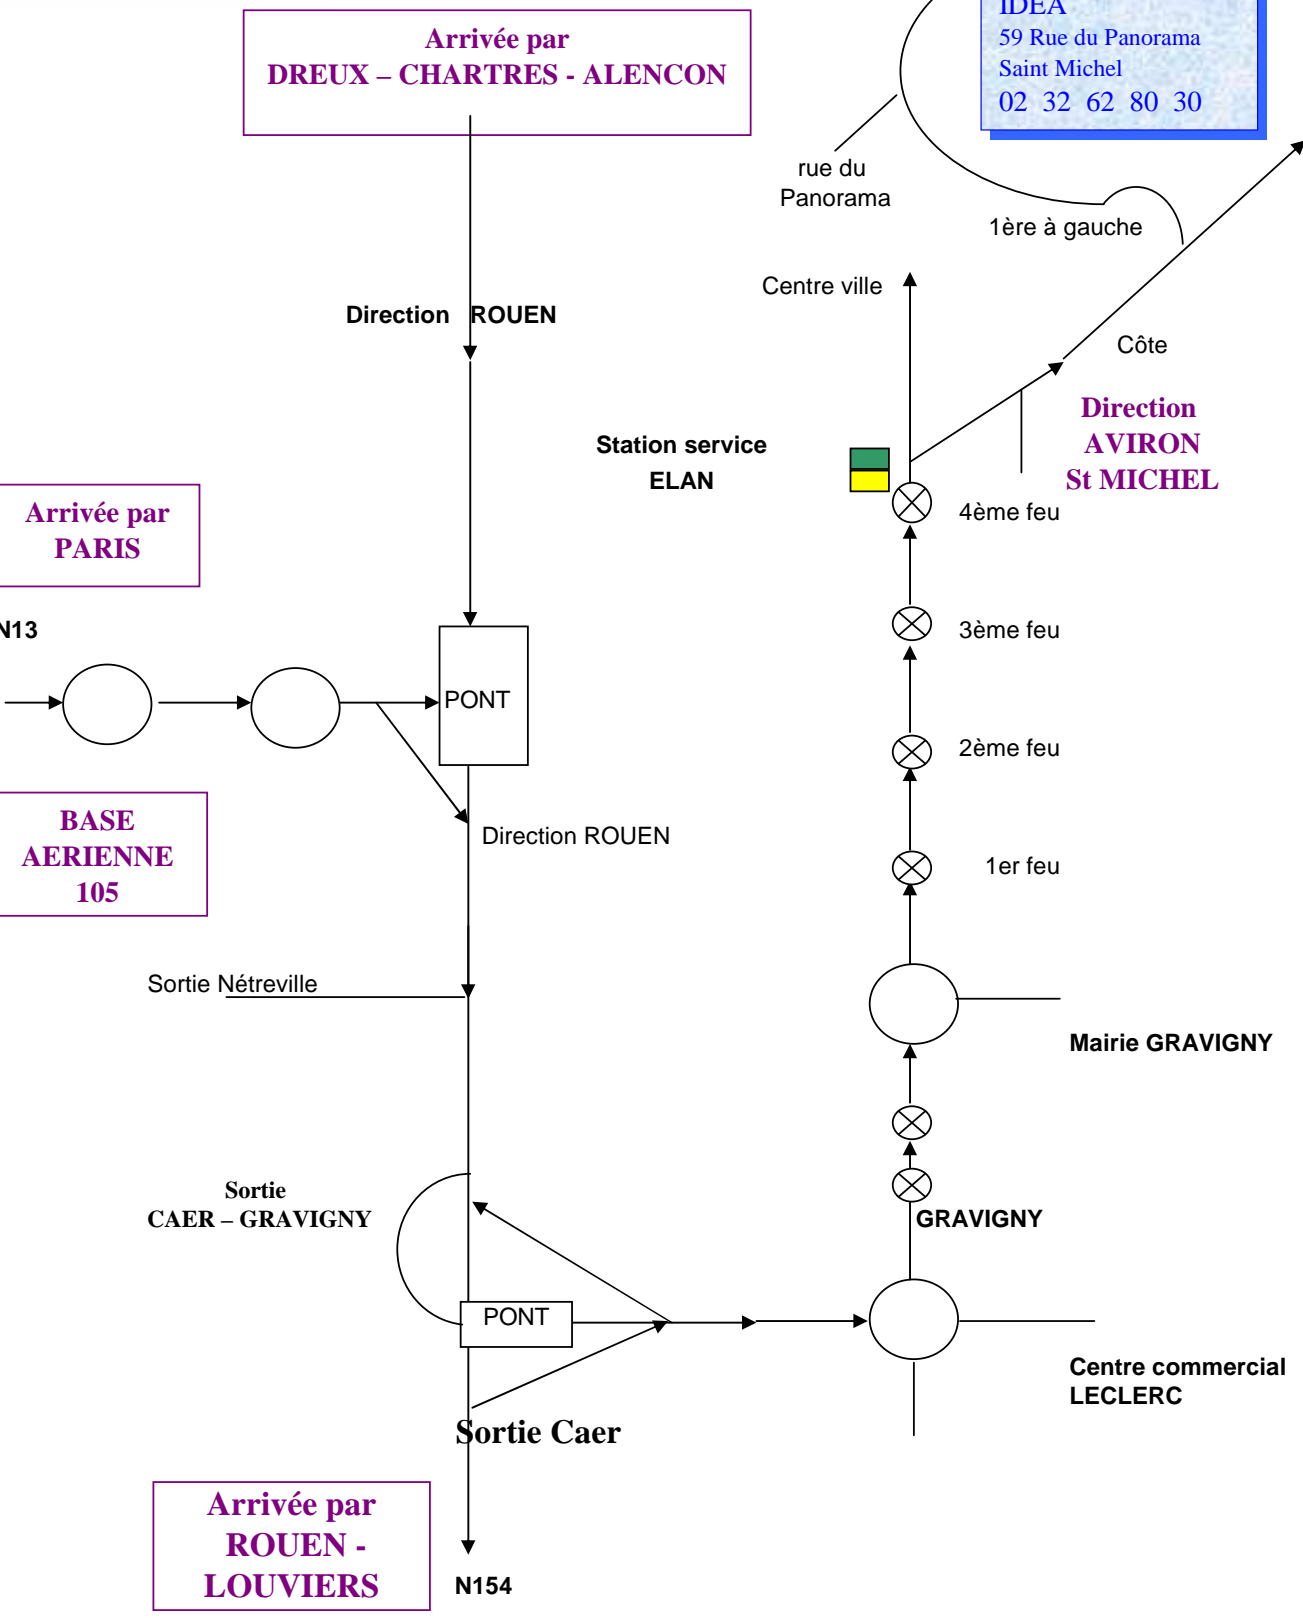 IDEA
59 Rue du Panorama
Saint Michel
02 32 62 80 30
Arrivée par
DREUX – CHARTRES - ALENCON
rue du
Panorama
1ère à gauche
Centre ville
Direction ROUEN
Côte
Direction
AVIRON
St MICHEL
Station service
ELAN
4ème feu
Arrivée par
PARIS
N13
3ème feu
PONT
2ème feu
BASE
AERIENNE
105
Direction ROUEN
1er feu
Sortie Nétreville
Mairie GRAVIGNY
Sortie
CAER – GRAVIGNY
GRAVIGNY
PONT
Centre commercial
LECLERC
Sortie Caer
Arrivée par
ROUEN -
LOUVIERS
N154